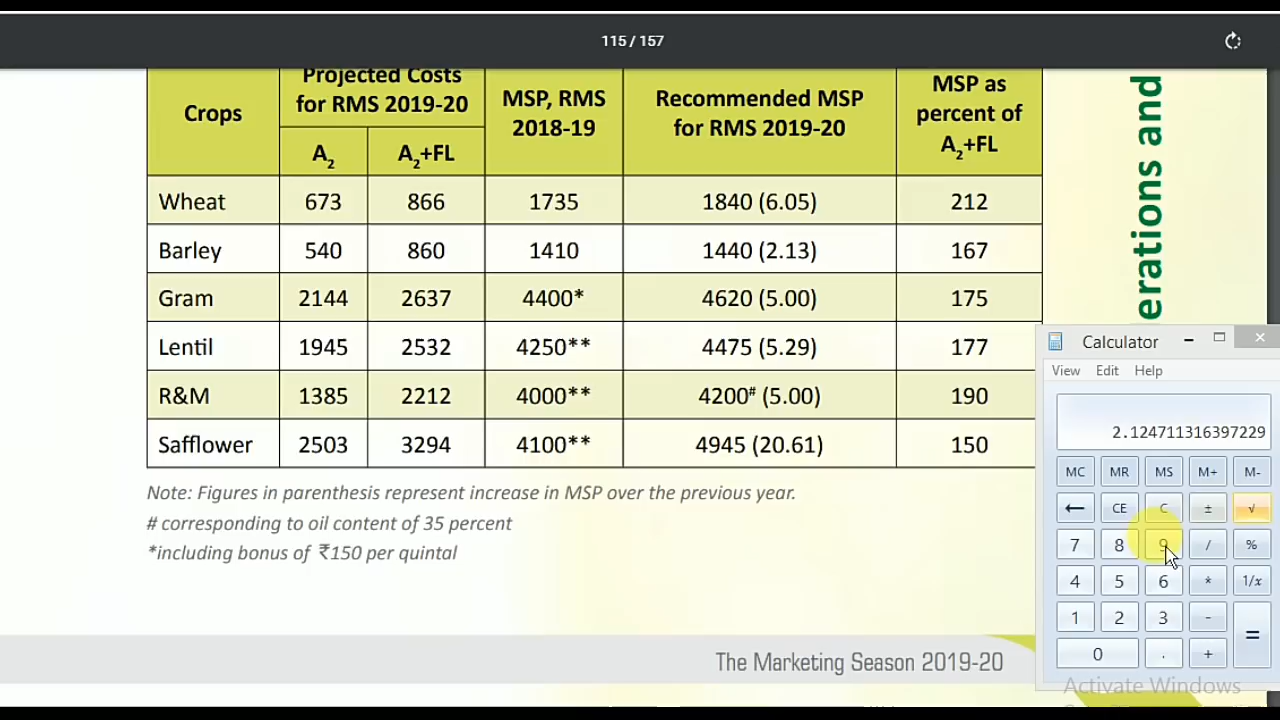 115 / 157
Projected Costs
for RMS 2019-20
Crops
MSP, RMS
2018-19
Recommended MSP
for RMS 2019-20
MSP as
percent of
A2+FL
A2 A2+FL
Wheat 673 866 1735 1840 (6.05) 212
Barley 540 860 1410 1440 (2.13) 167
Gram 2144 2637 4400* 4620 (5.00) 175
Lentil 1945 2532 4250** 4475 (5.29) 177
R&M 1385 2212 4000** 4200# (5.00) 190
Safflower 2503 3294 4100** 4945 (20.61) 150
Note: Figures in parenthesis represent increase in MSP over the previous year.
# corresponding to oil content of 35 percent
*including bonus of ₹150 per quintal
The Marketing Season 2019-20
erations and
Calculator
View Edit Help
2.124711316397229
MC MR MS M+ M-
← CE C ± √
7 8 9 / %
4 5 6 * 1/x
1 2 3 - =
0 . +
Activate Windows